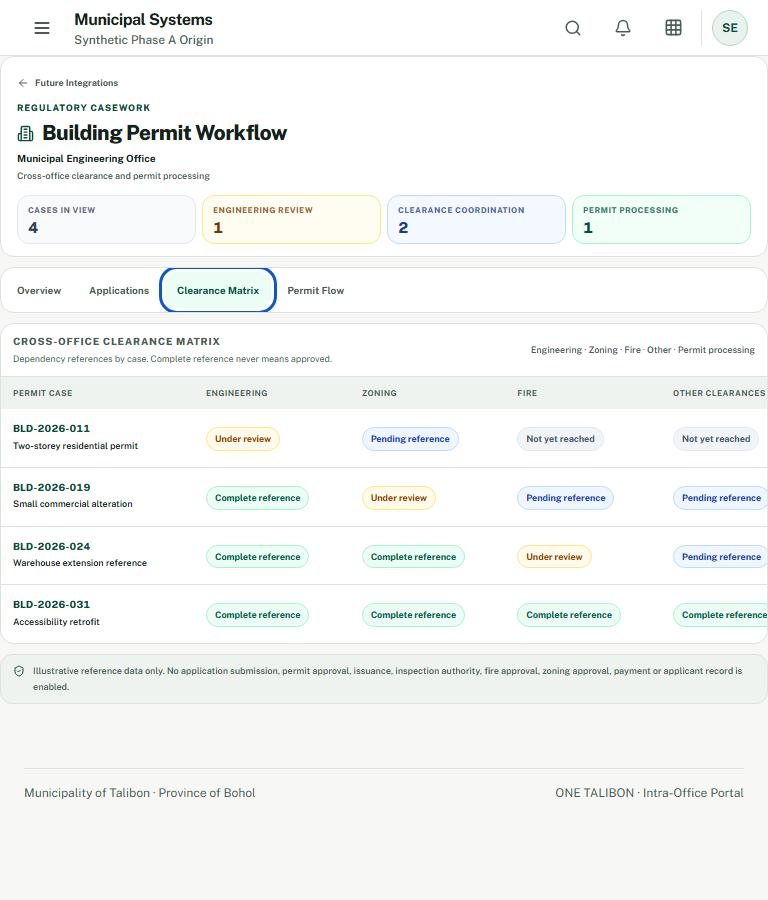 Municipal Systems
Synthetic Phase A Origin
SE
Future Integrations
REGULATORY CASEWORK
Building Permit Workflow
Municipal Engineering Office
Cross-office clearance and permit processing
CASES IN VIEW
4
ENGINEERING REVIEW
1
CLEARANCE COORDINATION
2
PERMIT PROCESSING
1
Overview Applications Clearance Matrix Permit Flow
CROSS-OFFICE CLEARANCE MATRIX
Dependency references by case. Complete reference never means approved.
Engineering · Zoning · Fire · Other · Permit processing
PERMIT CASE ENGINEERING ZONING FIRE OTHER CLEARANCES
BLD-2026-011
Two-storey residential permit
Under review Pending reference Not yet reached Not yet reached
BLD-2026-019
Small commercial alteration
Complete reference Under review Pending reference Pending reference
BLD-2026-024
Warehouse extension reference
Complete reference Complete reference Under review Pending reference
BLD-2026-031
Accessibility retrofit
Complete reference Complete reference Complete reference Complete reference
Illustrative reference data only. No application submission, permit approval, issuance, inspection authority, fire approval, zoning approval, payment or applicant record is
enabled.
Municipality of Talibon · Province of Bohol
ONE TALIBON · Intra-Office Portal